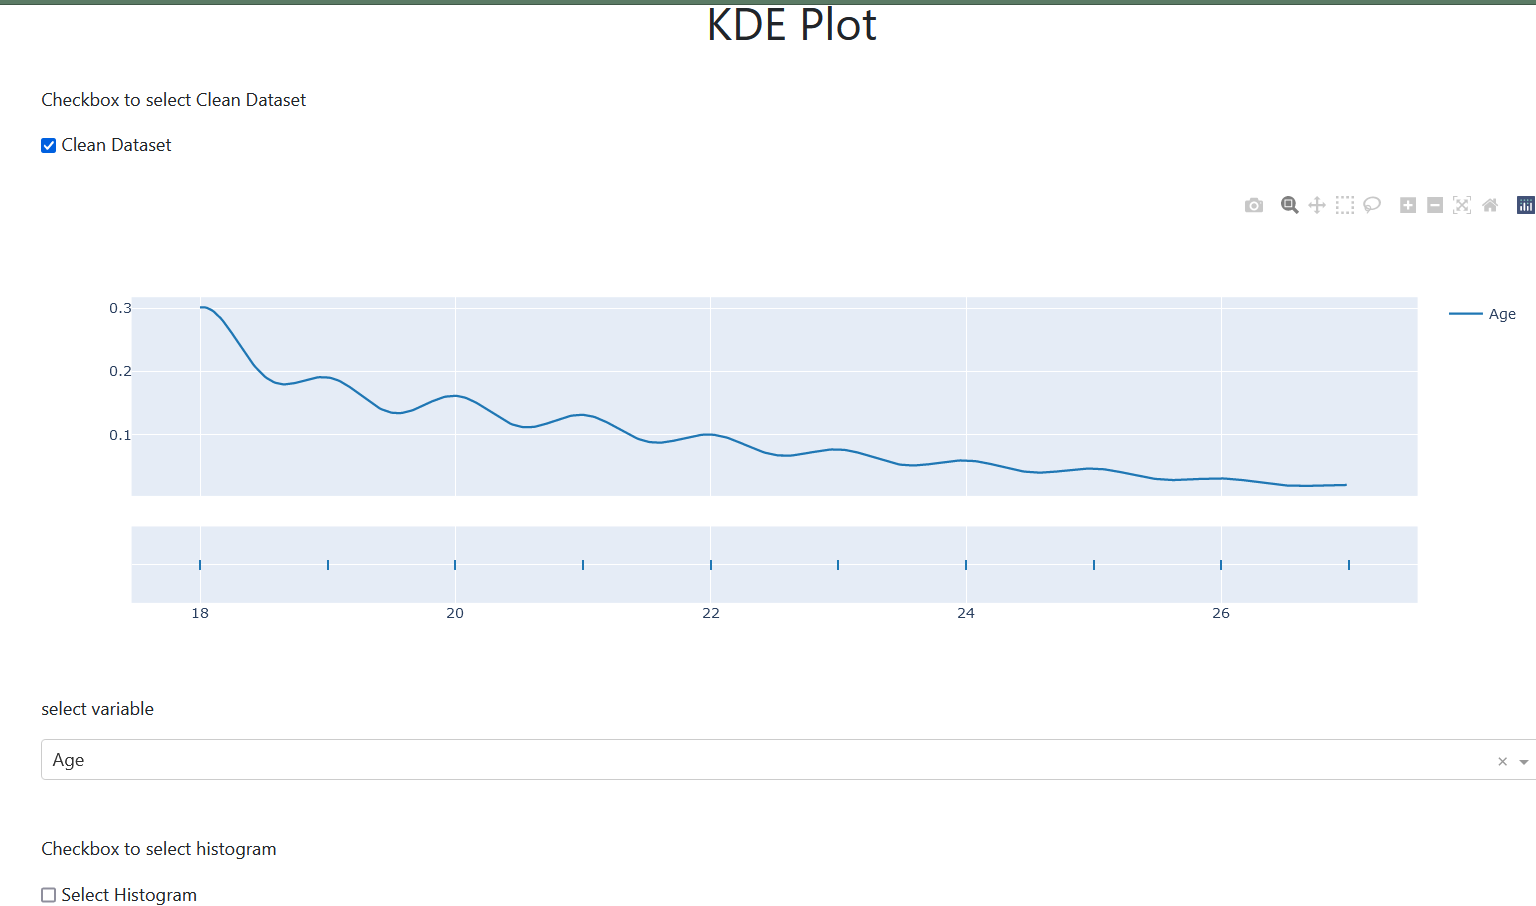 KDE Plot
Checkbox to select Clean Dataset
Clean Dataset
0.3
Age
0.2
0.1
18 20 22 24 26
select variable
Age
Checkbox to select histogram
Select Histogram